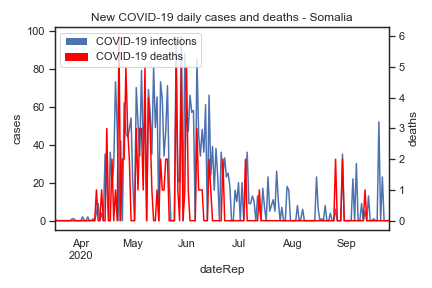 New COVID-19 daily cases and deaths - Somalia
COVID-19 infections
COVID-19 deaths
100
80
60
40
20
0
cases
6
5
4
3
2
1
0
deaths
Apr
2020
May
Jun
Jul
Aug
Sep
dateRep